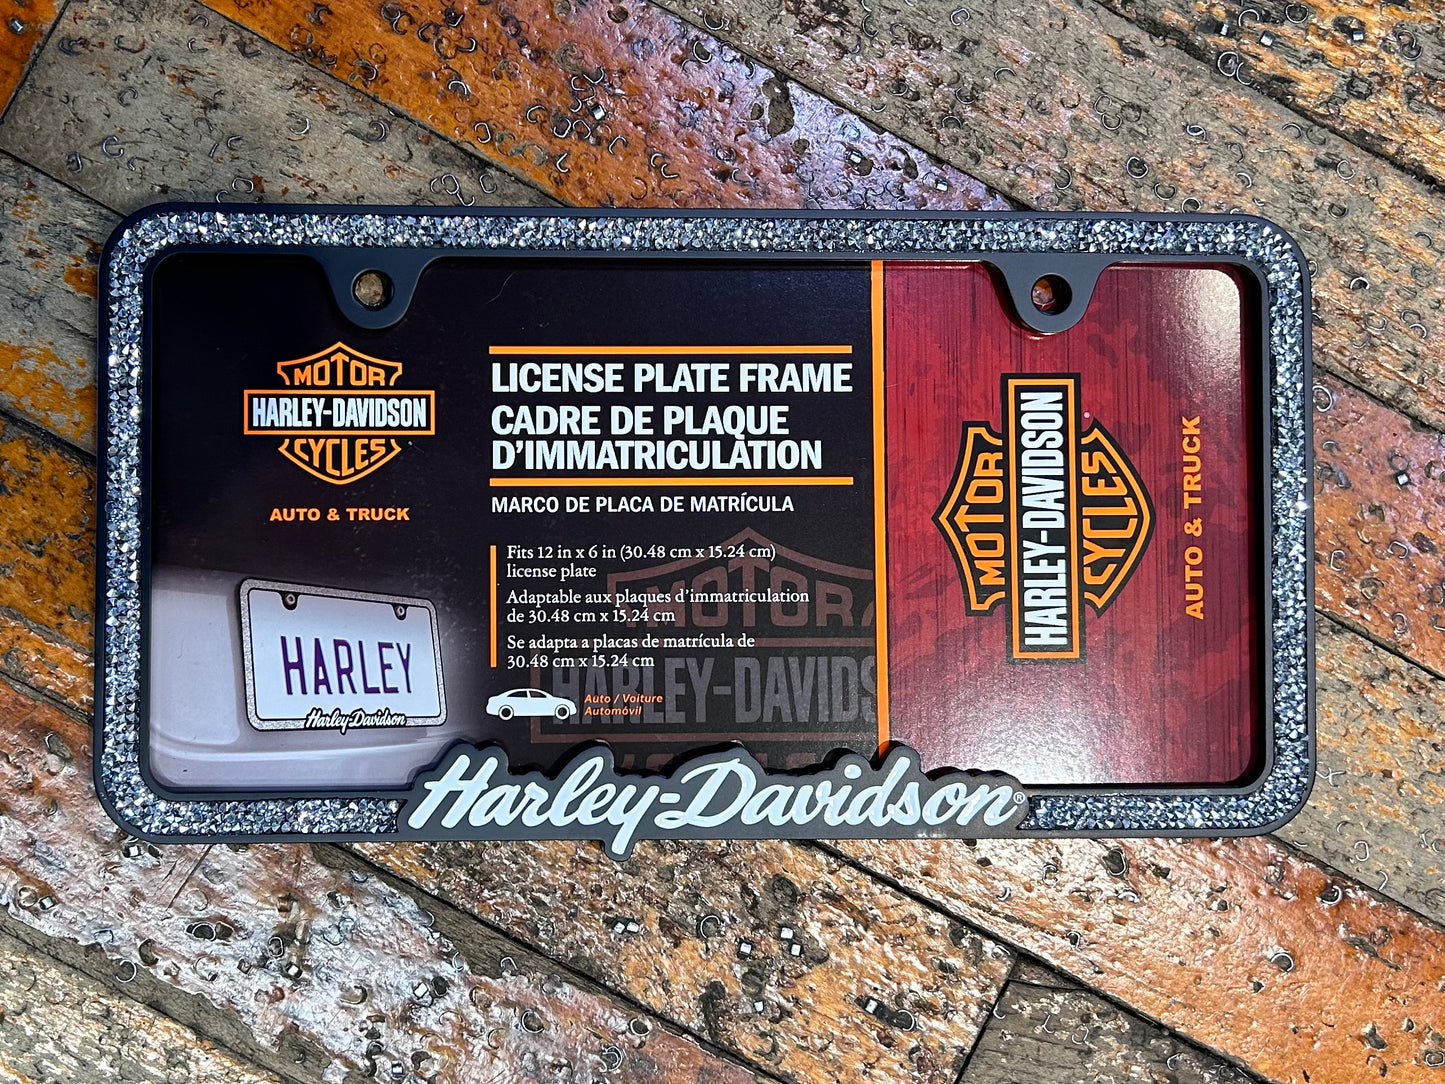 MOTOR
HARLEY-DAVIDSON
CYCLES
AUTO & TRUCK
LICENSE PLATE FRAME
CADRE DE PLAQUE
D'IMMATRICULATION
MARCO DE PLACA DE MATRÍCULA
Fits 12 in x 6 in (30.48 cm x 15.24 cm)
license plate
Adaptable aux plaques d'immatriculation
de 30.48 cm x 15.24 cm
Se adapta a placas de matrícula de
30.48 cm x 15.24 cm
Auto / Voiture
Automóvil
MOTOR
HARLEY-DAVIDS
HARLEY
Harley-Davidson
MOTOR
HARLEY-DAVIDSON
CYCLES
AUTO & TRUCK
Harley-Davidson®